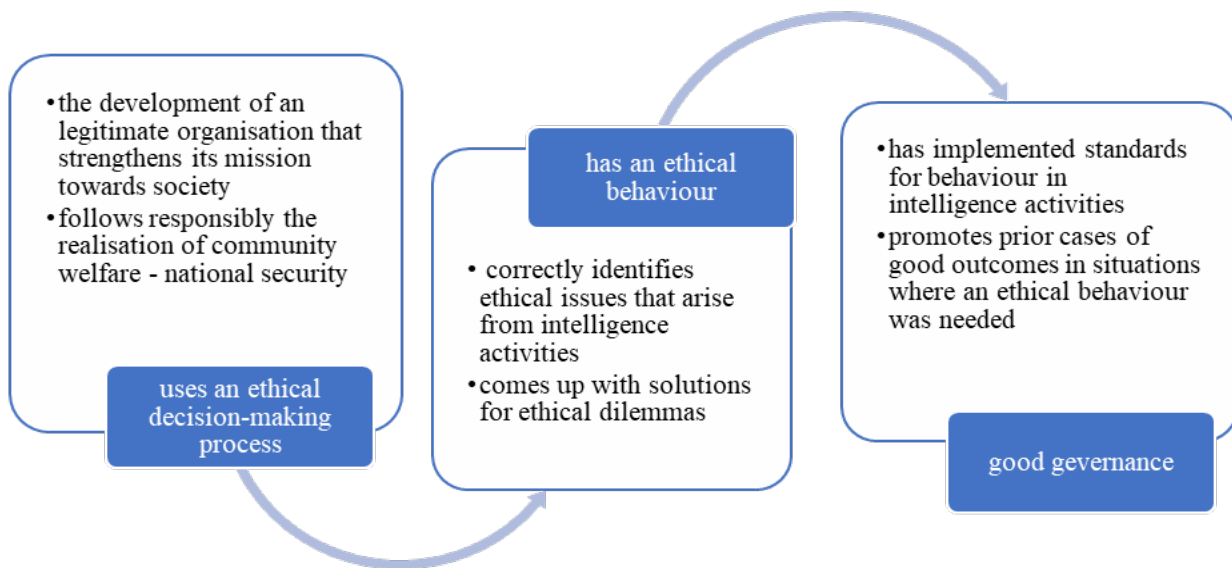 •the development of an
legitimate organisation that
strengthens its mission
towards society
•follows responsibly the
realisation of community
welfare - national security
uses an ethical
decision-making
process
has an ethical
behaviour
• correctly identifies
ethical issues that arise
from intelligence
activities
•comes up with solutions
for ethical dilemmas
•has implemented standards
for behaviour in
intelligence activities
•promotes prior cases of
good outcomes in situations
where an ethical behaviour
was needed
good gevernance